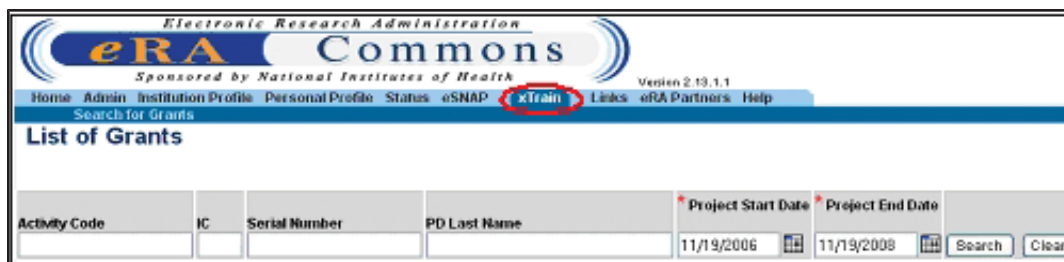 Electronic Research Administration
eRA Commons
Sponsored by National Institutes of Health
Version 2.13.1.1
Home Admin Institution Profile Personal Profile Status eSNAP xTrain Links eRA Partners Help
Search for Grants
List of Grants
Activity Code IC Serial Number PD Last Name * Project Start Date * Project End Date
11/19/2006 11/19/2008 Search Clear